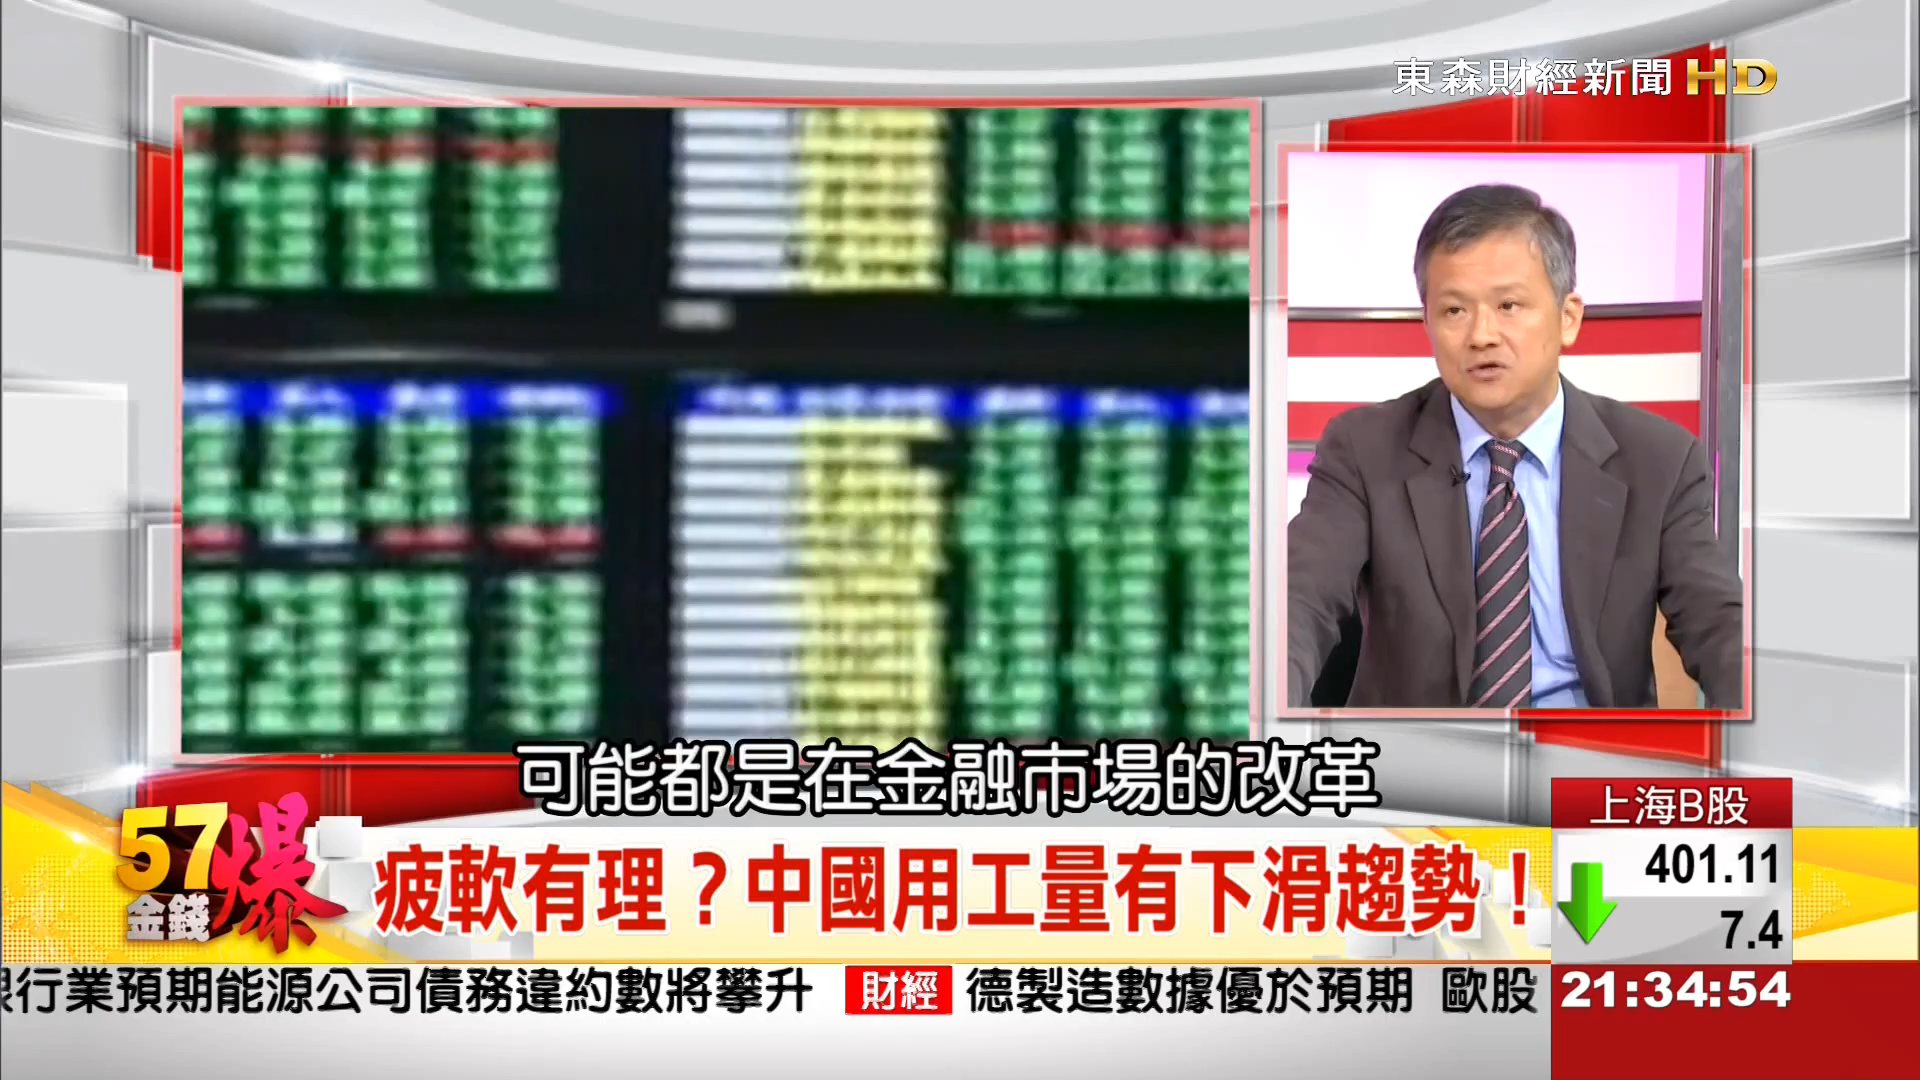 東森財經新聞HD
可能都是在金融市場的改革
57金錢爆
疲軟有理？中國用工量有下滑趨勢！
上海B股
401.11
7.4
行業預期能源公司債務違約數將攀升 財經 德製造數據優於預期 歐股
21:34:54